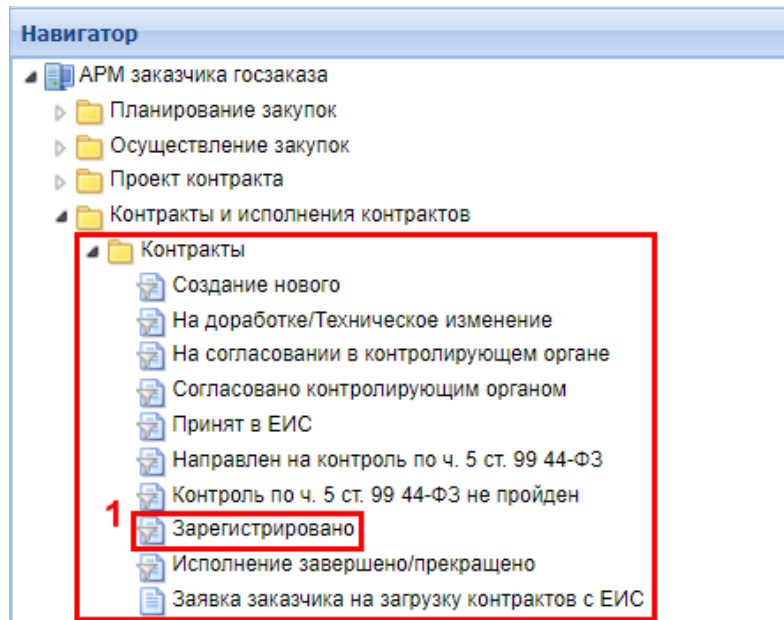 Навигатор
АРМ заказчика госзаказа
Планирование закупок
Осуществление закупок
Проект контракта
Контракты и исполнения контрактов
Контракты
Создание нового
На доработке/Техническое изменение
На согласовании в контролирующем органе
Согласовано контролирующим органом
Принят в ЕИС
Направлен на контроль по ч. 5 ст. 99 44-ФЗ
Контроль по ч. 5 ст. 99 44-ФЗ не пройден
1 Зарегистрировано
Исполнение завершено/прекращено
Заявка заказчика на загрузку контрактов с ЕИС